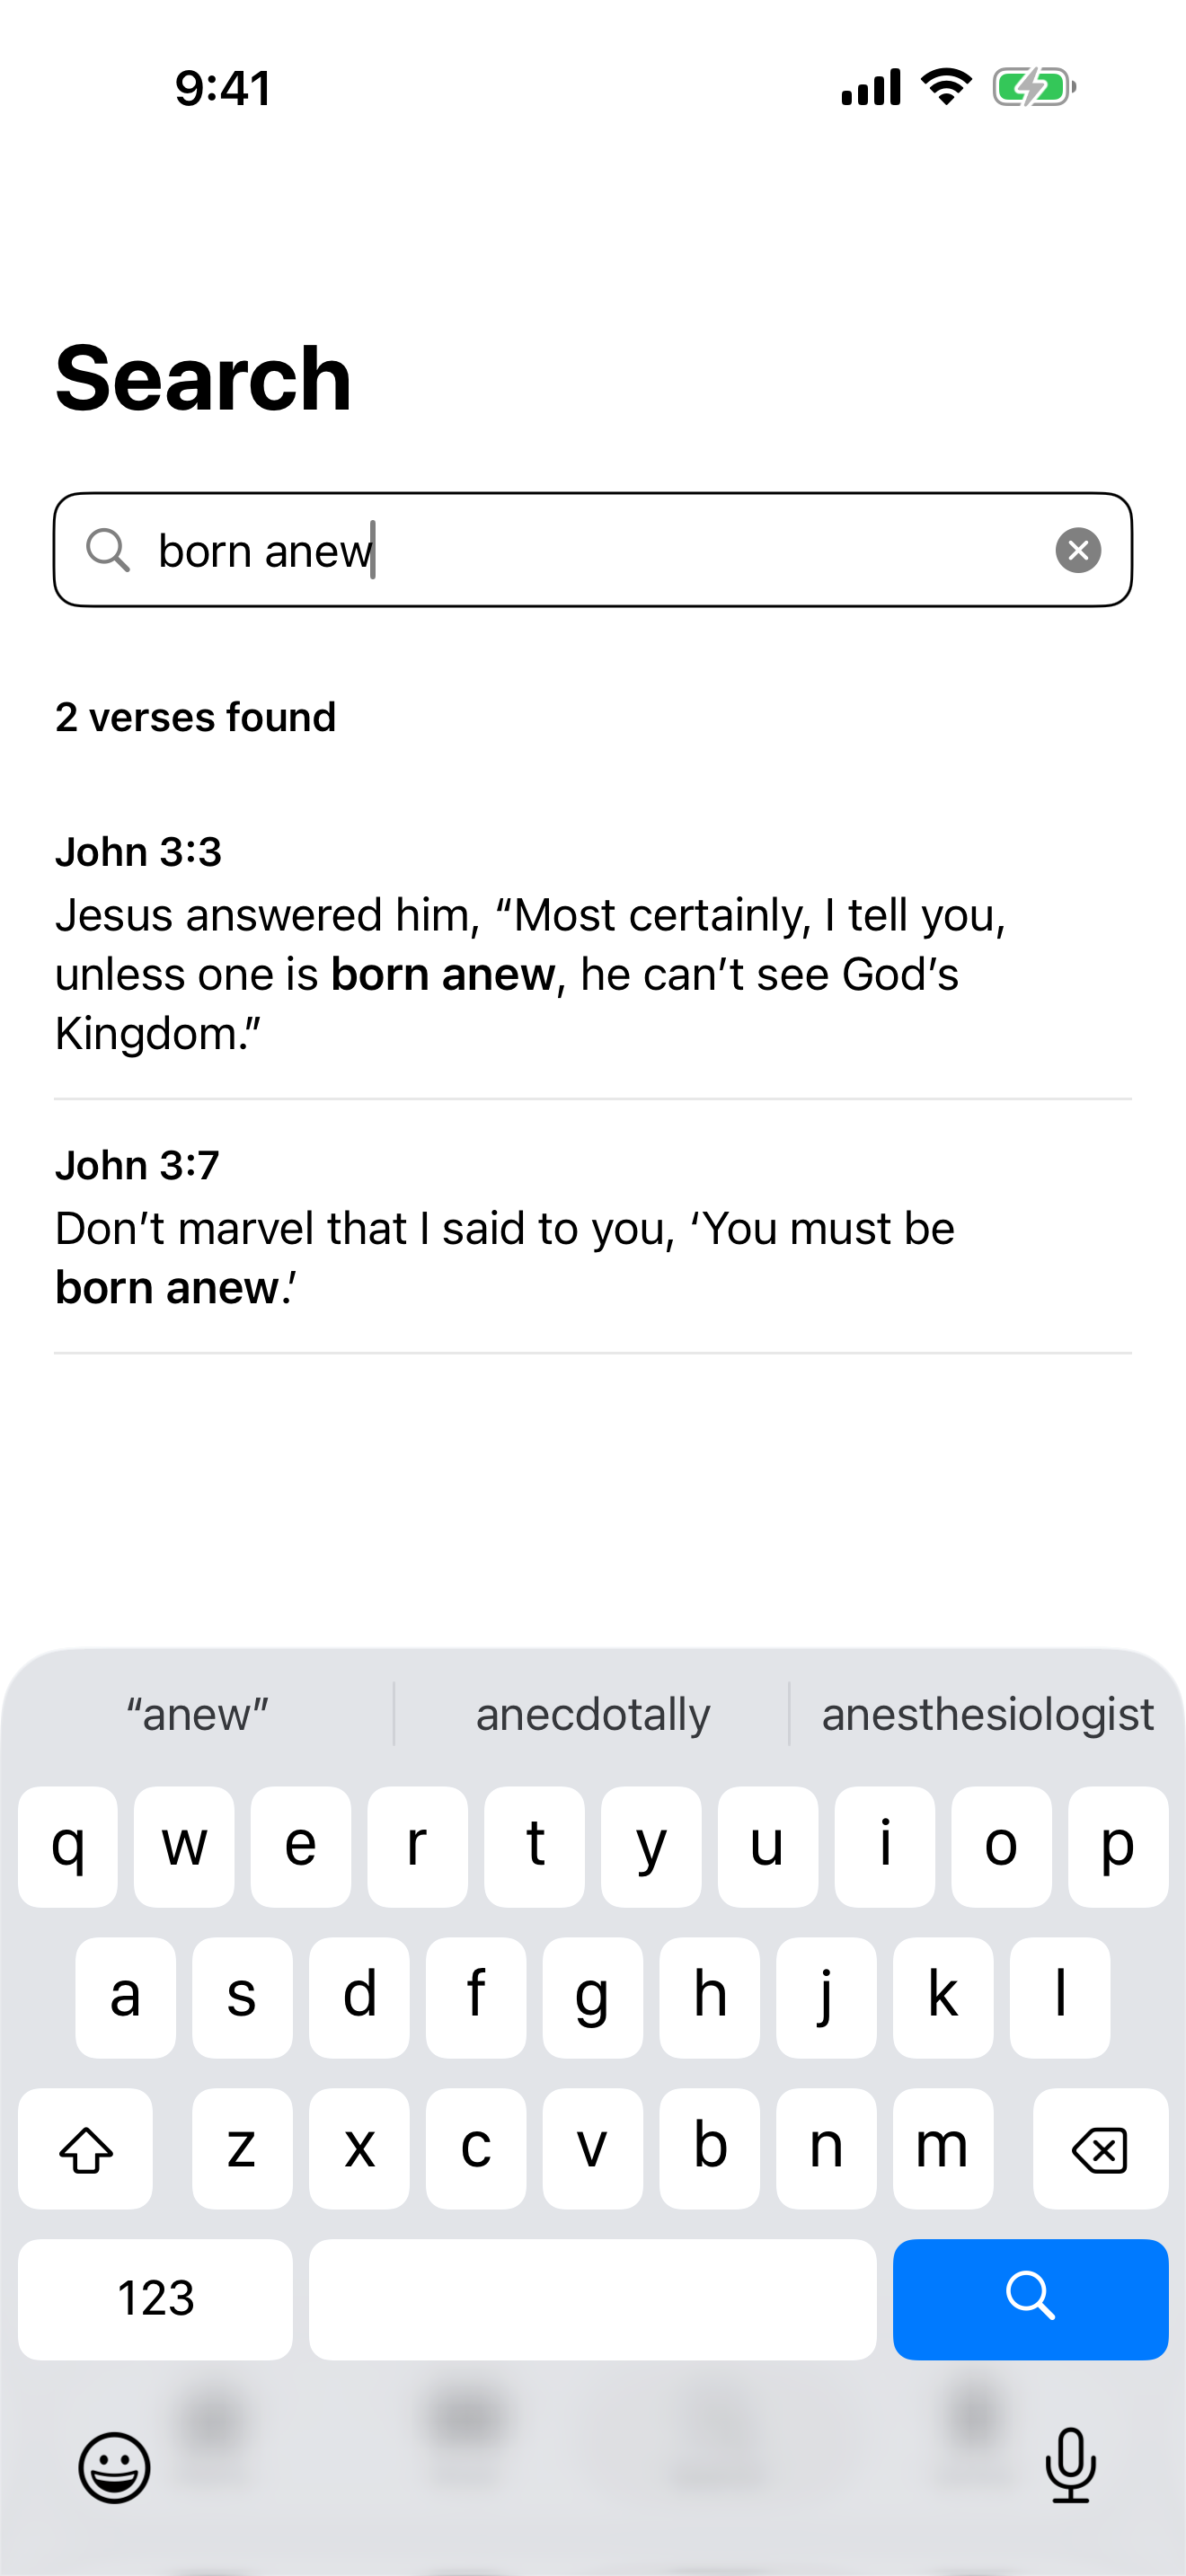 9:41
Search
born anew
2 verses found
John 3:3
Jesus answered him, “Most certainly, I tell you,
unless one is born anew, he can’t see God’s
Kingdom.”
John 3:7
Don’t marvel that I said to you, ‘You must be
born anew.’
“anew” anecdotally anesthesiologist
q w e r t y u i o p
a s d f g h j k l
z x c v b n m
123